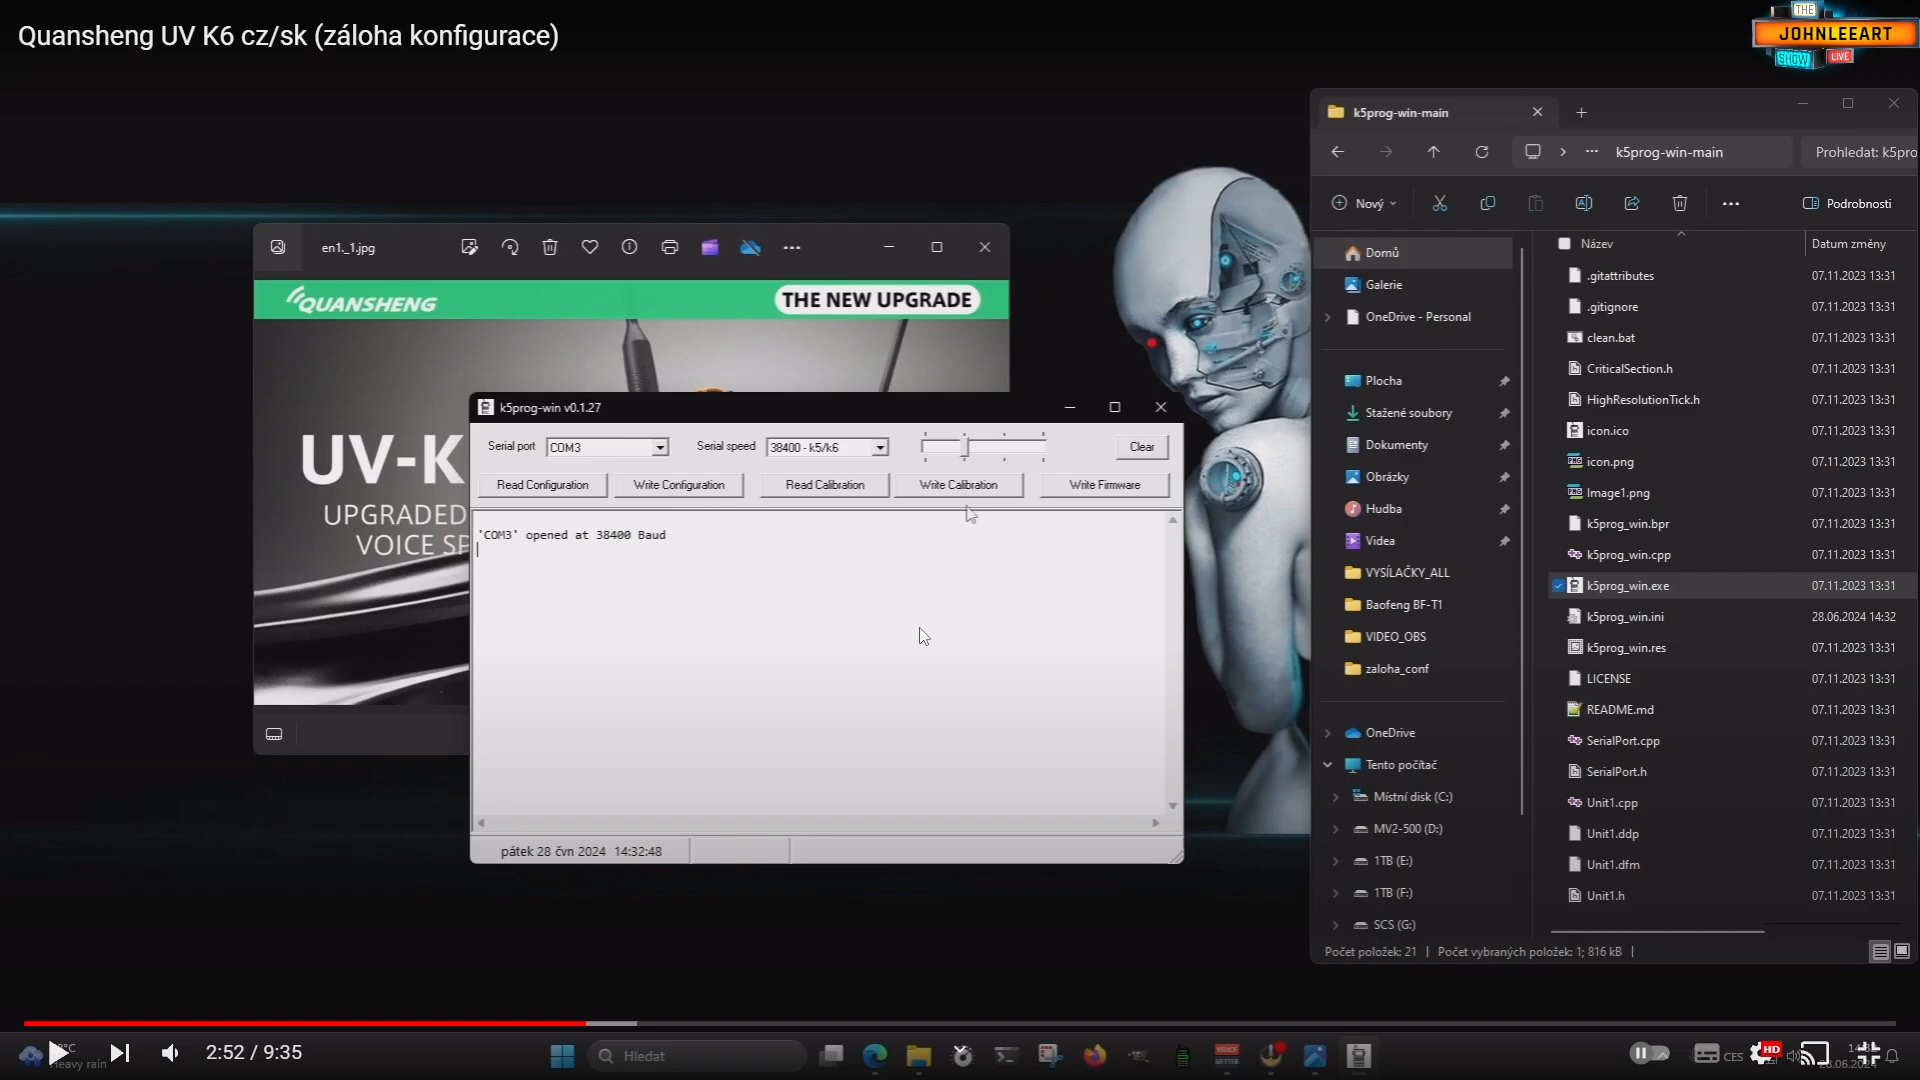 Quansheng UV K6 cz/sk (záloha konfigurace)
THE
JOHNLEEART
SHOW
LIVE
en1._1.jpg
QUANSHENG
THE NEW UPGRADE
UV-K
UPGRADED
VOICE SP
k5prog-win v0.1.27
Serial port COM3 Serial speed 38400 - k5/k6 Clear
Read Configuration Write Configuration Read Calibration Write Calibration Write Firmware
'COM3' opened at 38400 Baud
pátek 28 čvn 2024 14:32:48
k5prog-win-main
k5prog-win-main Prohledat: k5pro
Nový Podrobnosti
Domů
Galerie
OneDrive - Personal
Plocha
Stažené soubory
Dokumenty
Obrázky
Hudba
Videa
VYSÍLAČKY_ALL
Baofeng BF-T1
VIDEO_OBS
zaloha_conf
OneDrive
Tento počítač
Místní disk (C:)
MV2-500 (D:)
1TB (E:)
1TB (F:)
SCS (G:)
Název Datum změny
.gitattributes 07.11.2023 13:31
.gitignore 07.11.2023 13:31
clean.bat 07.11.2023 13:31
CriticalSection.h 07.11.2023 13:31
HighResolutionTick.h 07.11.2023 13:31
icon.ico 07.11.2023 13:31
icon.png 07.11.2023 13:31
Image1.png 07.11.2023 13:31
k5prog_win.bpr 07.11.2023 13:31
k5prog_win.cpp 07.11.2023 13:31
k5prog_win.exe 07.11.2023 13:31
k5prog_win.ini 28.06.2024 14:32
k5prog_win.res 07.11.2023 13:31
LICENSE 07.11.2023 13:31
README.md 07.11.2023 13:31
SerialPort.cpp 07.11.2023 13:31
SerialPort.h 07.11.2023 13:31
Unit1.cpp 07.11.2023 13:31
Unit1.ddp 07.11.2023 13:31
Unit1.dfm 07.11.2023 13:31
Unit1.h 07.11.2023 13:31
Počet položek: 21 | Počet vybraných položek: 1; 816 kB |
2:52 / 9:35
Heavy rain
Hledat
CES
HD